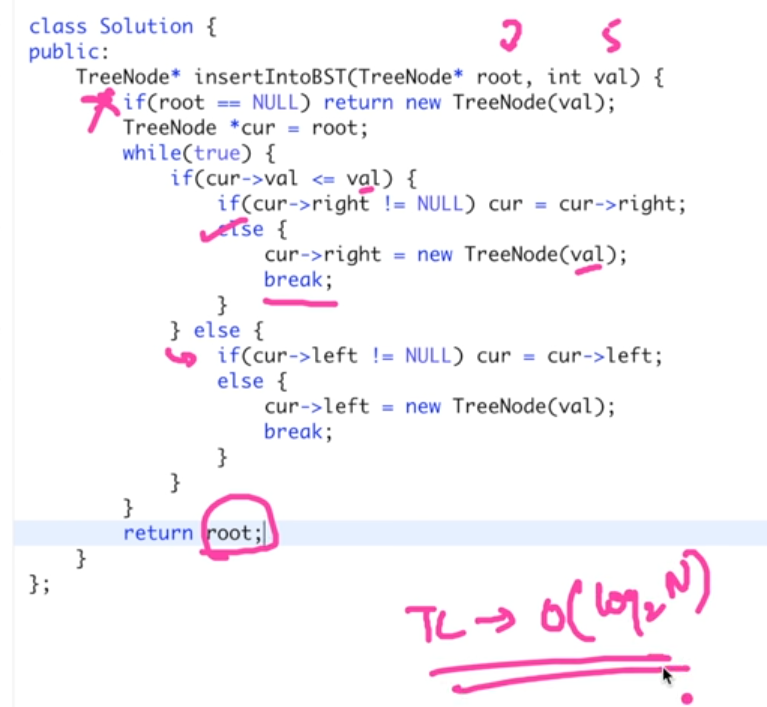 class Solution {
public:
5
TreeNode* insertIntoBST(TreeNode* root, int val) {
if(root == NULL) return new TreeNode(val);
TreeNode *cur = root;
while(true) {
if(cur->val <= val) {
if(cur->right != NULL) cur = cur->right;
else {
cur->right = new TreeNode(val);
break;
}
} else {
if(cur->left != NULL) cur = cur->left;
else {
cur->left = new TreeNode(val);
break;
}
}
}
return root;
}
};
TC → O(log₂N)